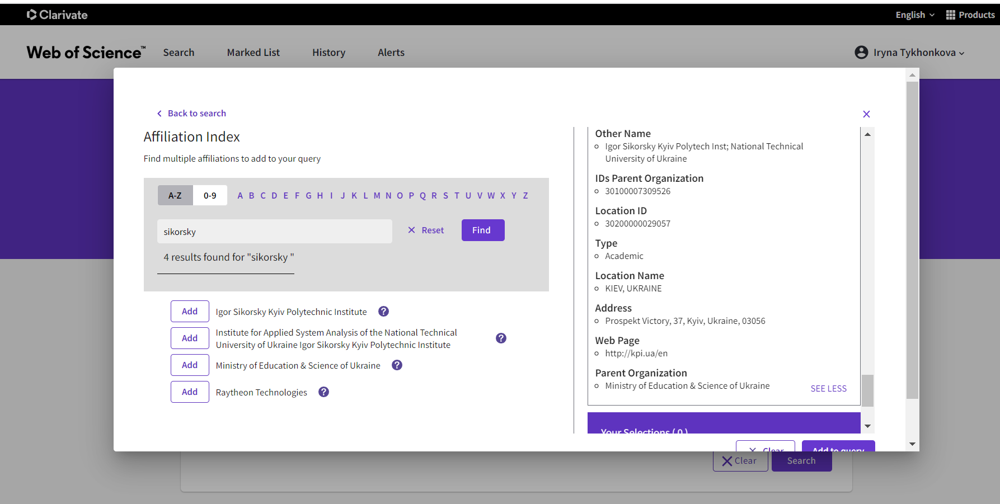 Clarivate
English
Products
Web of Science™
Search
Marked List
History
Alerts
Iryna Tykhonkova
Back to search
Affiliation Index
Find multiple affiliations to add to your query
A-Z
0-9
A B C D E F G H I J K L M N O P Q R S T U V W X Y Z
sikorsky
Reset
Find
4 results found for "sikorsky "
Add
Igor Sikorsky Kyiv Polytechnic Institute
?
Add
Institute for Applied System Analysis of the National Technical
University of Ukraine Igor Sikorsky Kyiv Polytechnic Institute
?
Add
Ministry of Education & Science of Ukraine
?
Add
Raytheon Technologies
?
Other Name
Igor Sikorsky Kyiv Polytech Inst; National Technical
University of Ukraine
IDs Parent Organization
30100007309526
Location ID
30200000029057
Type
Academic
Location Name
KIEV, UKRAINE
Address
Prospekt Victory, 37, Kyiv, Ukraine, 03056
Web Page
http://kpi.ua/en
Parent Organization
Ministry of Education & Science of Ukraine
SEE LESS
Your Selections ( 0 )
Clear
Add to query
Clear
Search